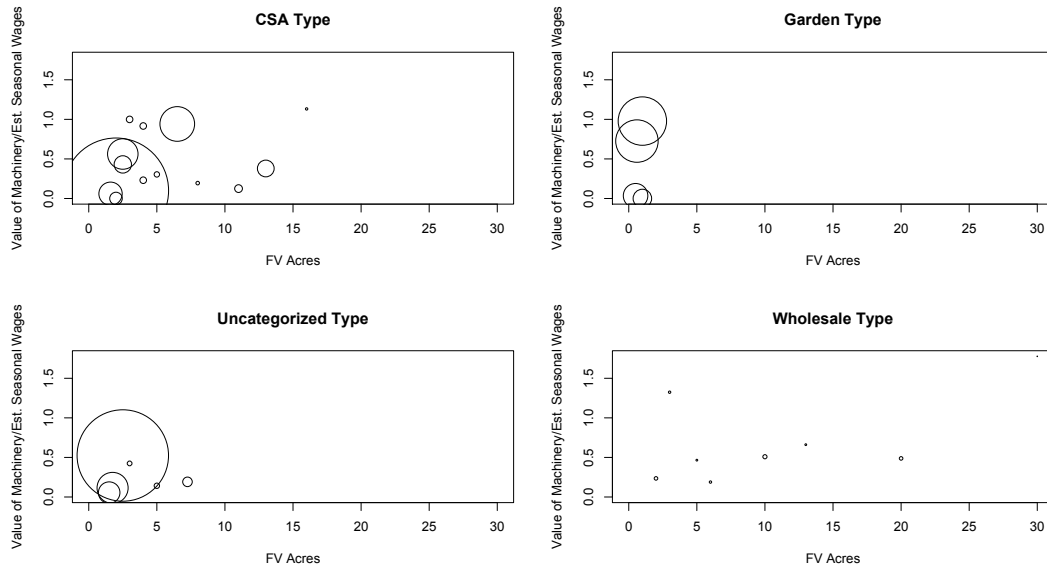 CSA Type
Value of Machinery/Est. Seasonal Wages
0.0 0.5 1.0 1.5
0 5 10 15 20 25 30
FV Acres
Garden Type
Value of Machinery/Est. Seasonal Wages
0.0 0.5 1.0 1.5
0 5 10 15 20 25 30
FV Acres
Uncategorized Type
Value of Machinery/Est. Seasonal Wages
0.0 0.5 1.0 1.5
0 5 10 15 20 25 30
FV Acres
Wholesale Type
Value of Machinery/Est. Seasonal Wages
0.0 0.5 1.0 1.5
0 5 10 15 20 25 30
FV Acres